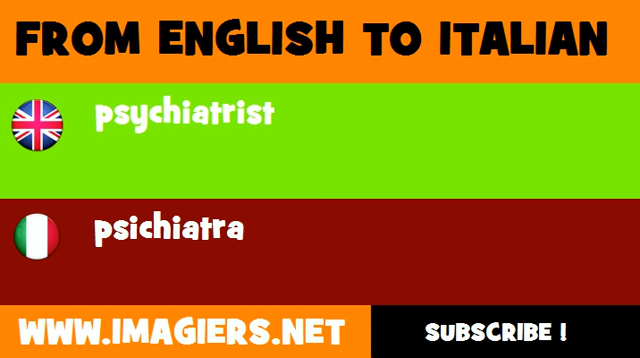 FROM ENGLISH TO ITALIAN
psychiatrist
psichiatra
WWW.IMAGIERS.NET
SUBSCRIBE !